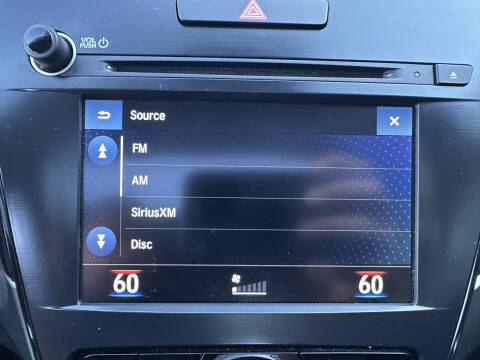 VOL
PUSH
Source
FM
AM
SiriusXM
Disc
60 60